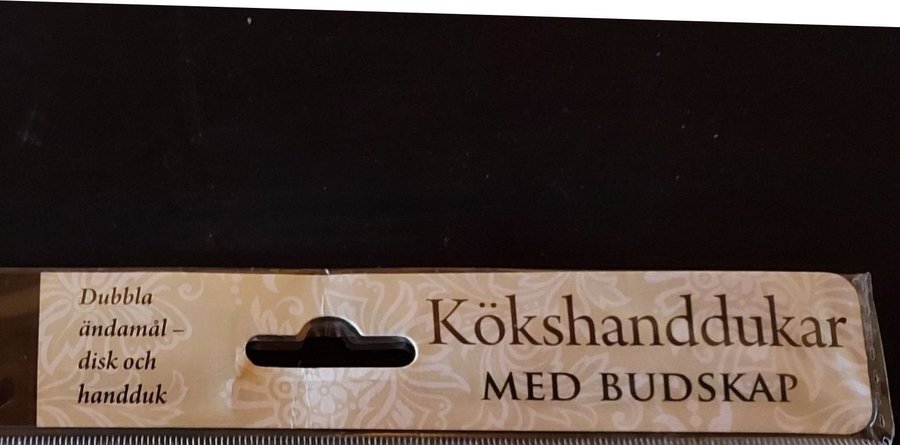 Dubbla
ändamål –
disk och
handduk
Kökshanddukar
MED BUDSKAP